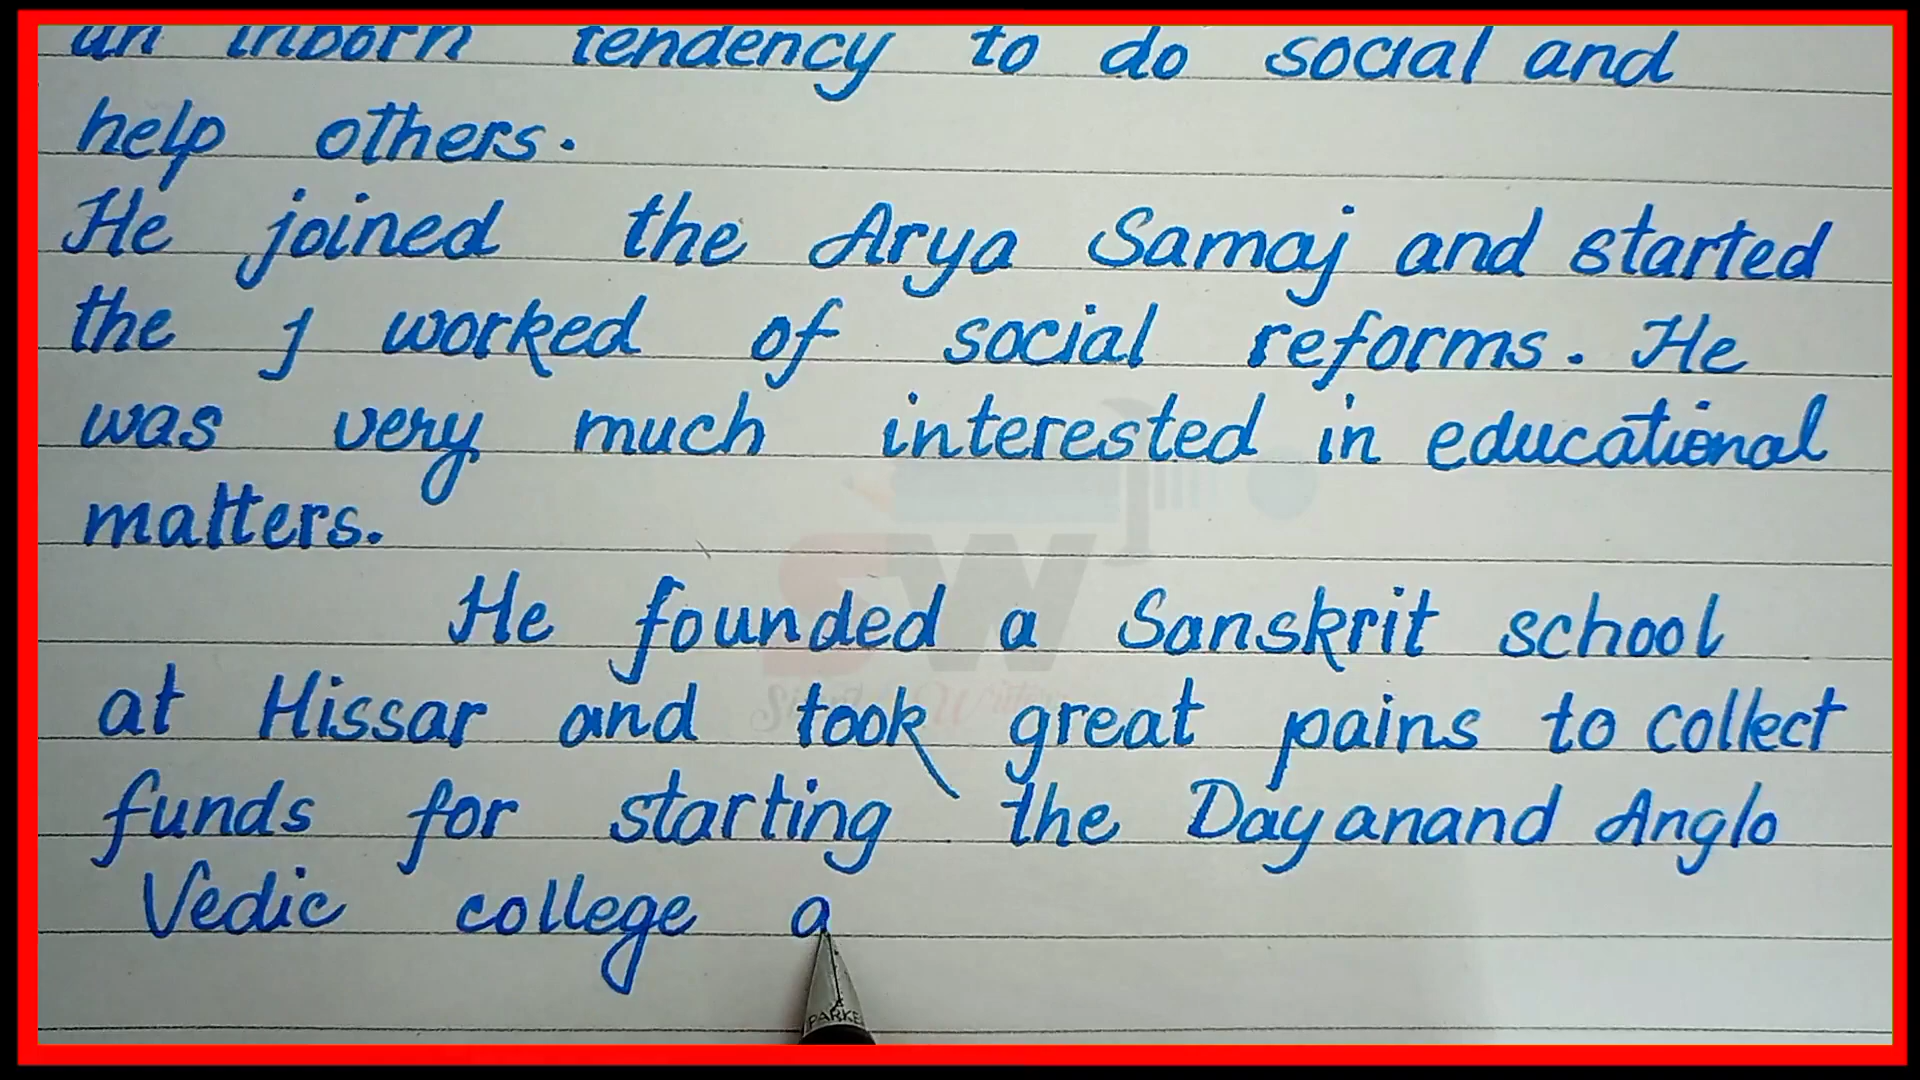 an inborn tendency to do social and
help others.
He joined the Arya Samaj and started
the j worked of social reforms. He
was very much interested in educational
matters.
He founded a Sanskrit school
at Hissar and took great pains to collect
funds for starting the Dayanand Anglo
Vedic college a
SW
PARKE